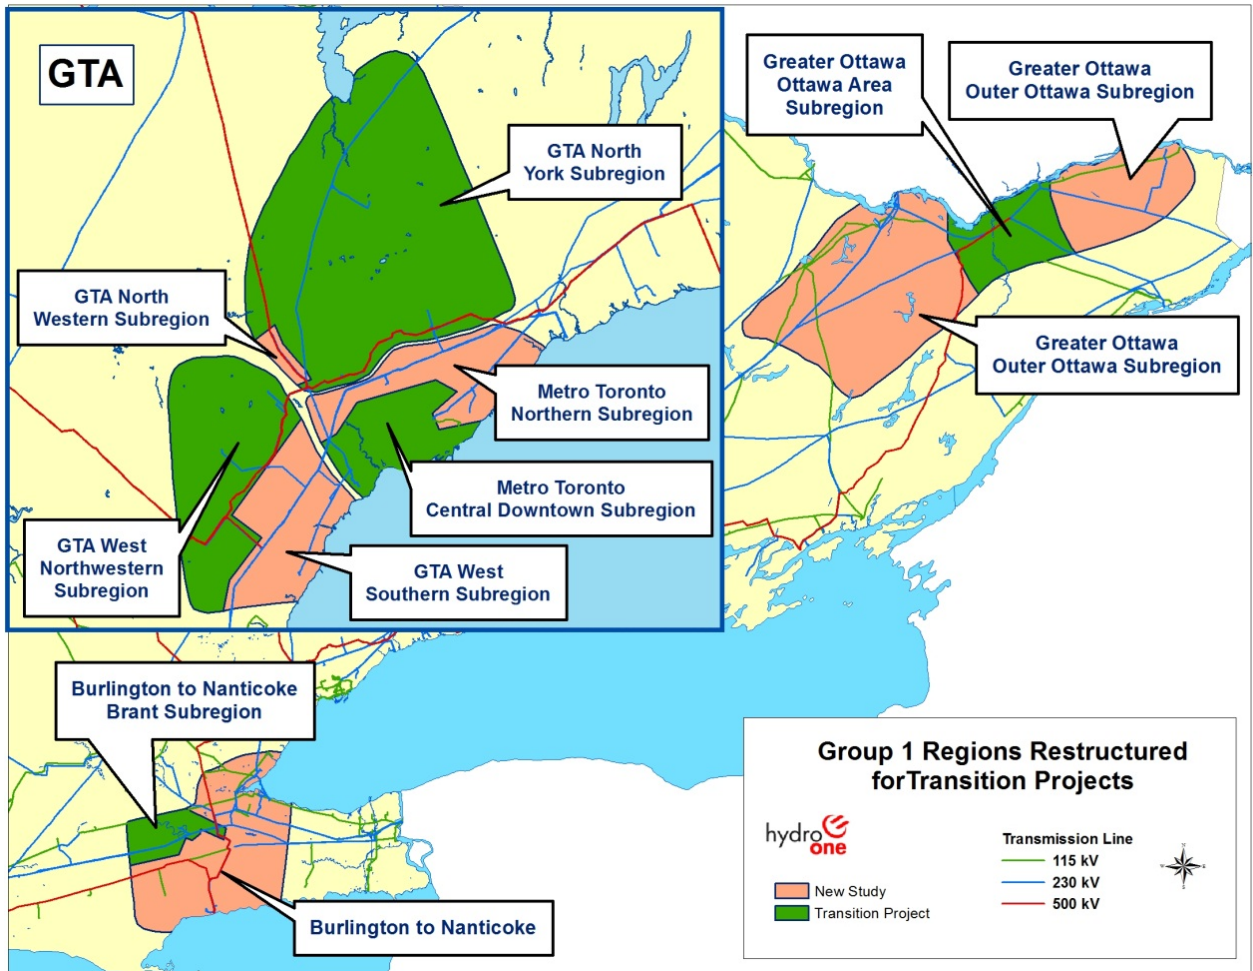 GTA
GTA North
York Subregion
GTA North
Western Subregion
Metro Toronto
Northern Subregion
Metro Toronto
Central Downtown Subregion
GTA West
Northwestern
Subregion
GTA West
Southern Subregion
Greater Ottawa
Ottawa Area
Subregion
Greater Ottawa
Outer Ottawa Subregion
Greater Ottawa
Outer Ottawa Subregion
Burlington to Nanticoke
Brant Subregion
Burlington to Nanticoke
Group 1 Regions Restructured
forTransition Projects
hydro
one
New Study
Transition Project
Transmission Line
115 kV
230 kV
500 kV
N
W
E
S